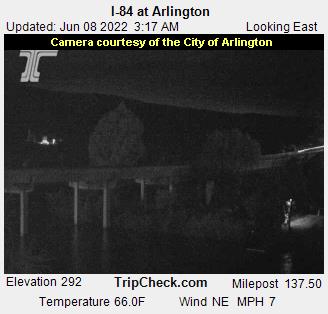 I-84 at Arlington
Updated: Jun 08 2022 3:17 AM Looking East
Camera courtesy of the City of Arlington
Elevation 292 TripCheck.com Milepost 137.50
Temperature 66.0F Wind NE MPH 7